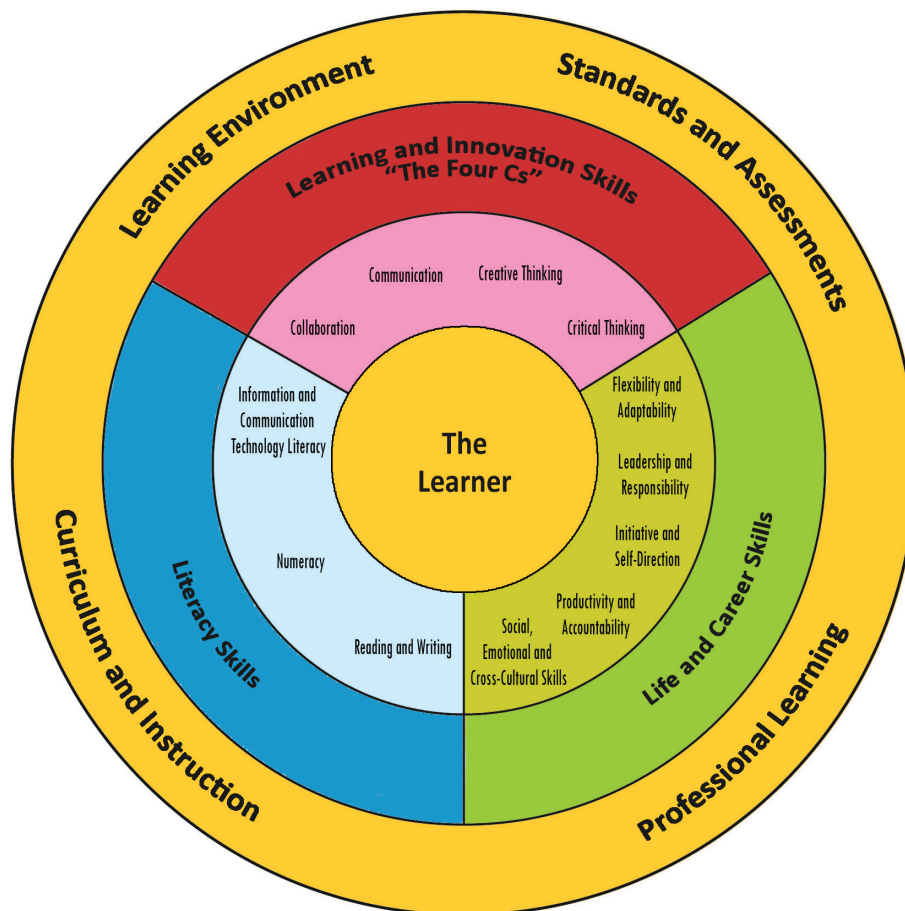 Learning Environment
Standards and Assessments
Learning and Innovation Skills
“The Four Cs”
Communication
Creative Thinking
Collaboration
Critical Thinking
Information and
Communication
Technology Literacy
Numeracy
Reading and Writing
Literacy Skills
The
Learner
Flexibility and
Adaptability
Leadership and
Responsibility
Initiative and
Self-Direction
Productivity and
Accountability
Social,
Emotional and
Cross-Cultural Skills
Life and Career Skills
Curriculum and Instruction
Professional Learning